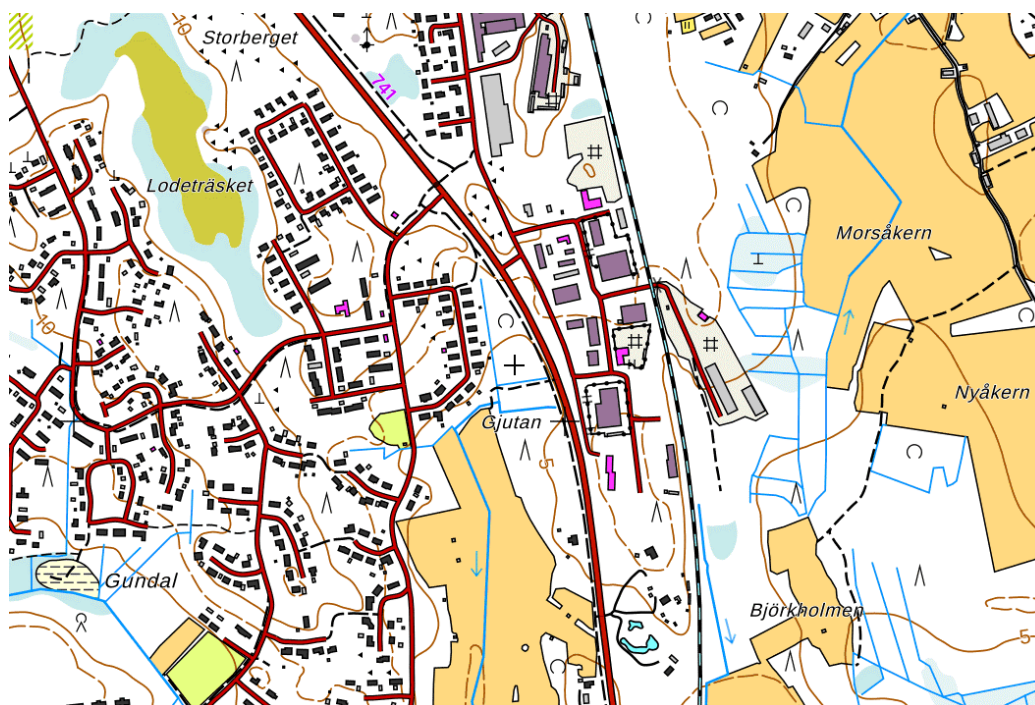 10
Storberget
741
Lodeträsket
Morsåkern
10
Nyåkern
Gjutan
5
Gundal
Björkholmen
5